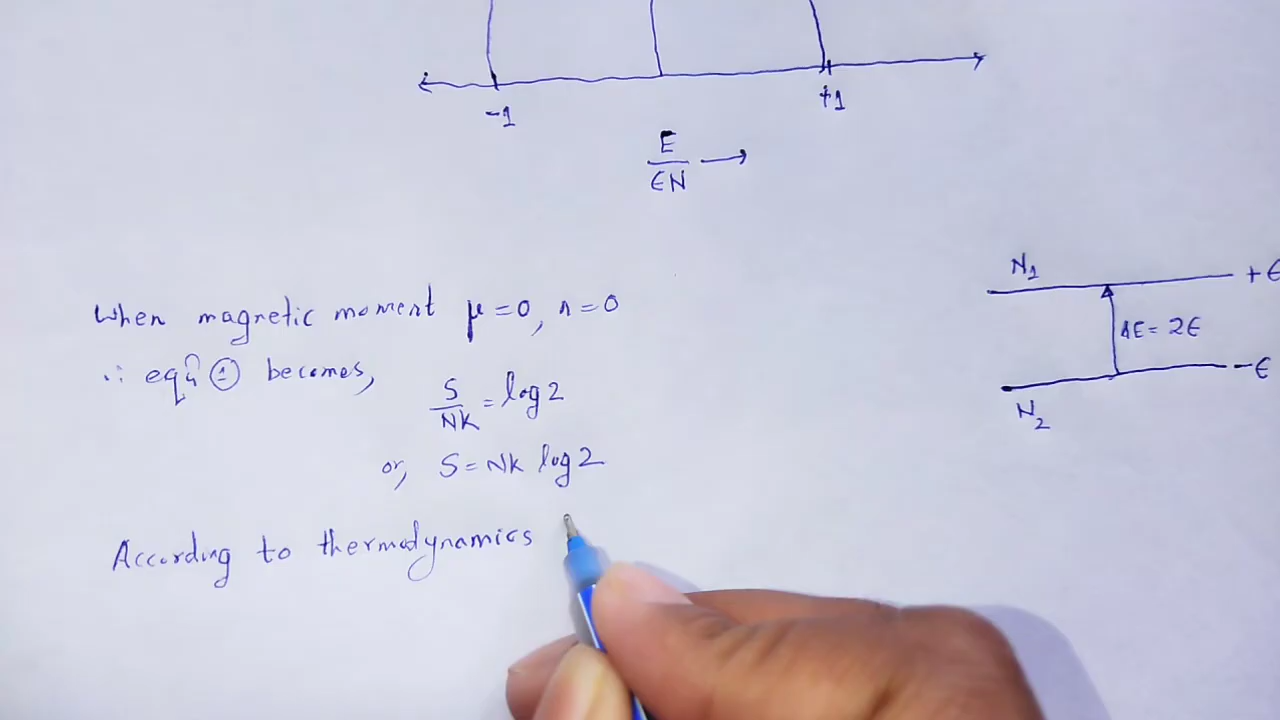 -1 +1
E/ϵN →
N1 +ϵ
ΔE = 2ϵ
N2 -ϵ
When magnetic moment μ = 0, n = 0
∴ eqn ① becomes,
S/NK = log 2
or, S = NK log 2
According to thermodynamics